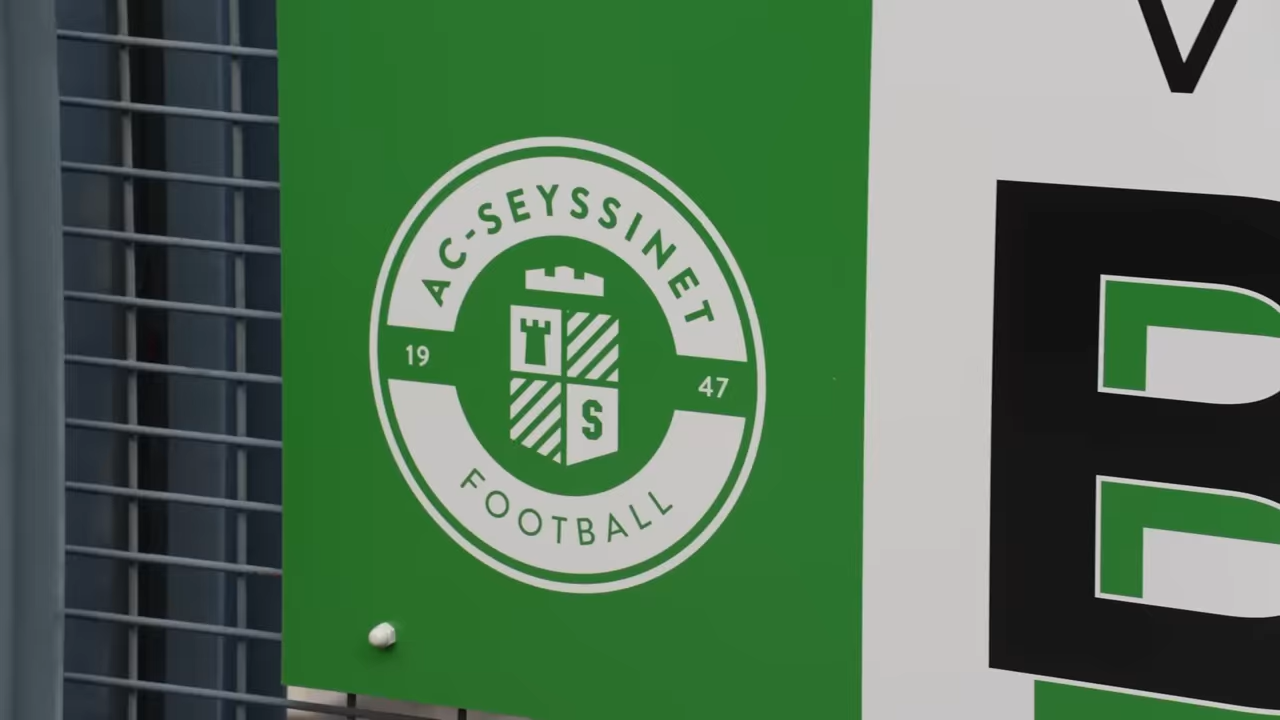 AC-SEYSSINET
19 47
S
FOOTBALL
V
B